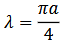 λ = πa/4